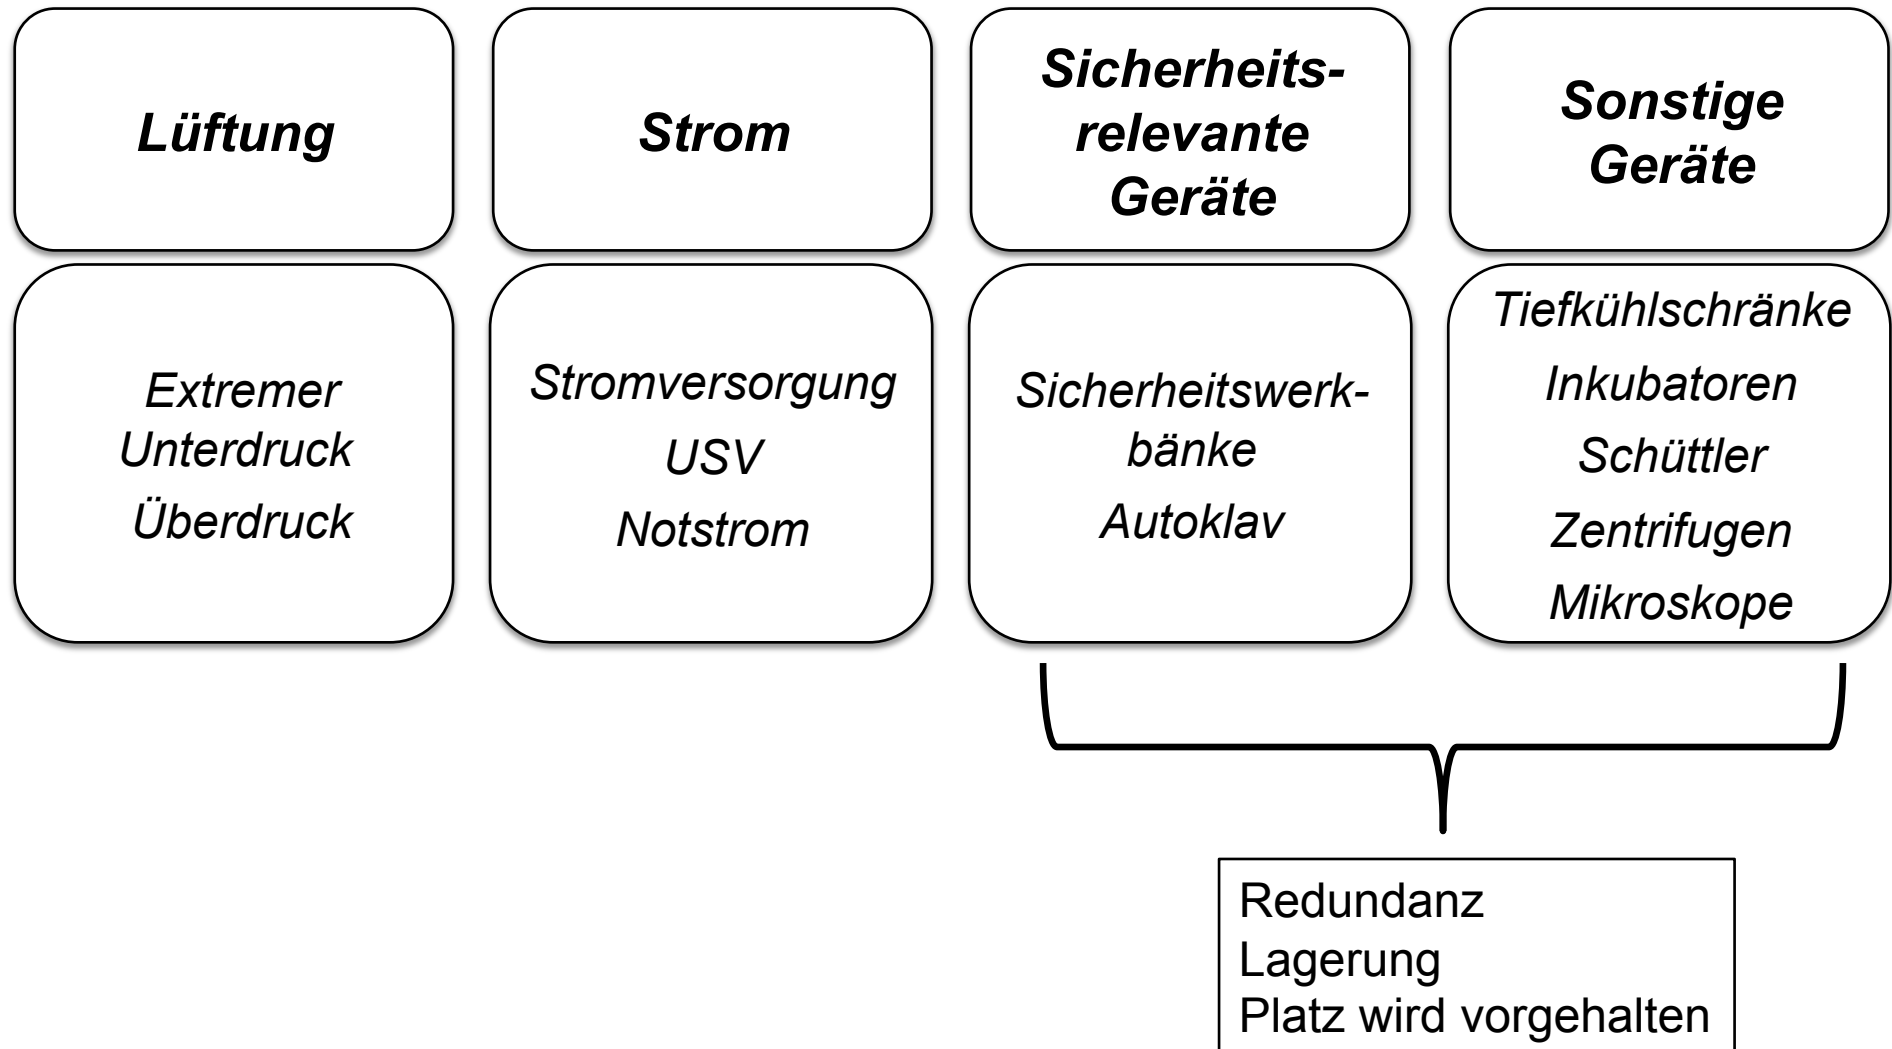 Lüftung
Strom
Sicherheits-
relevante
Geräte
Sonstige
Geräte
Extremer
Unterdruck
Überdruck
Stromversorgung
USV
Notstrom
Sicherheitswerk-
bänke
Autoklav
Tiefkühlschränke
Inkubatoren
Schüttler
Zentrifugen
Mikroskope
Redundanz
Lagerung
Platz wird vorgehalten